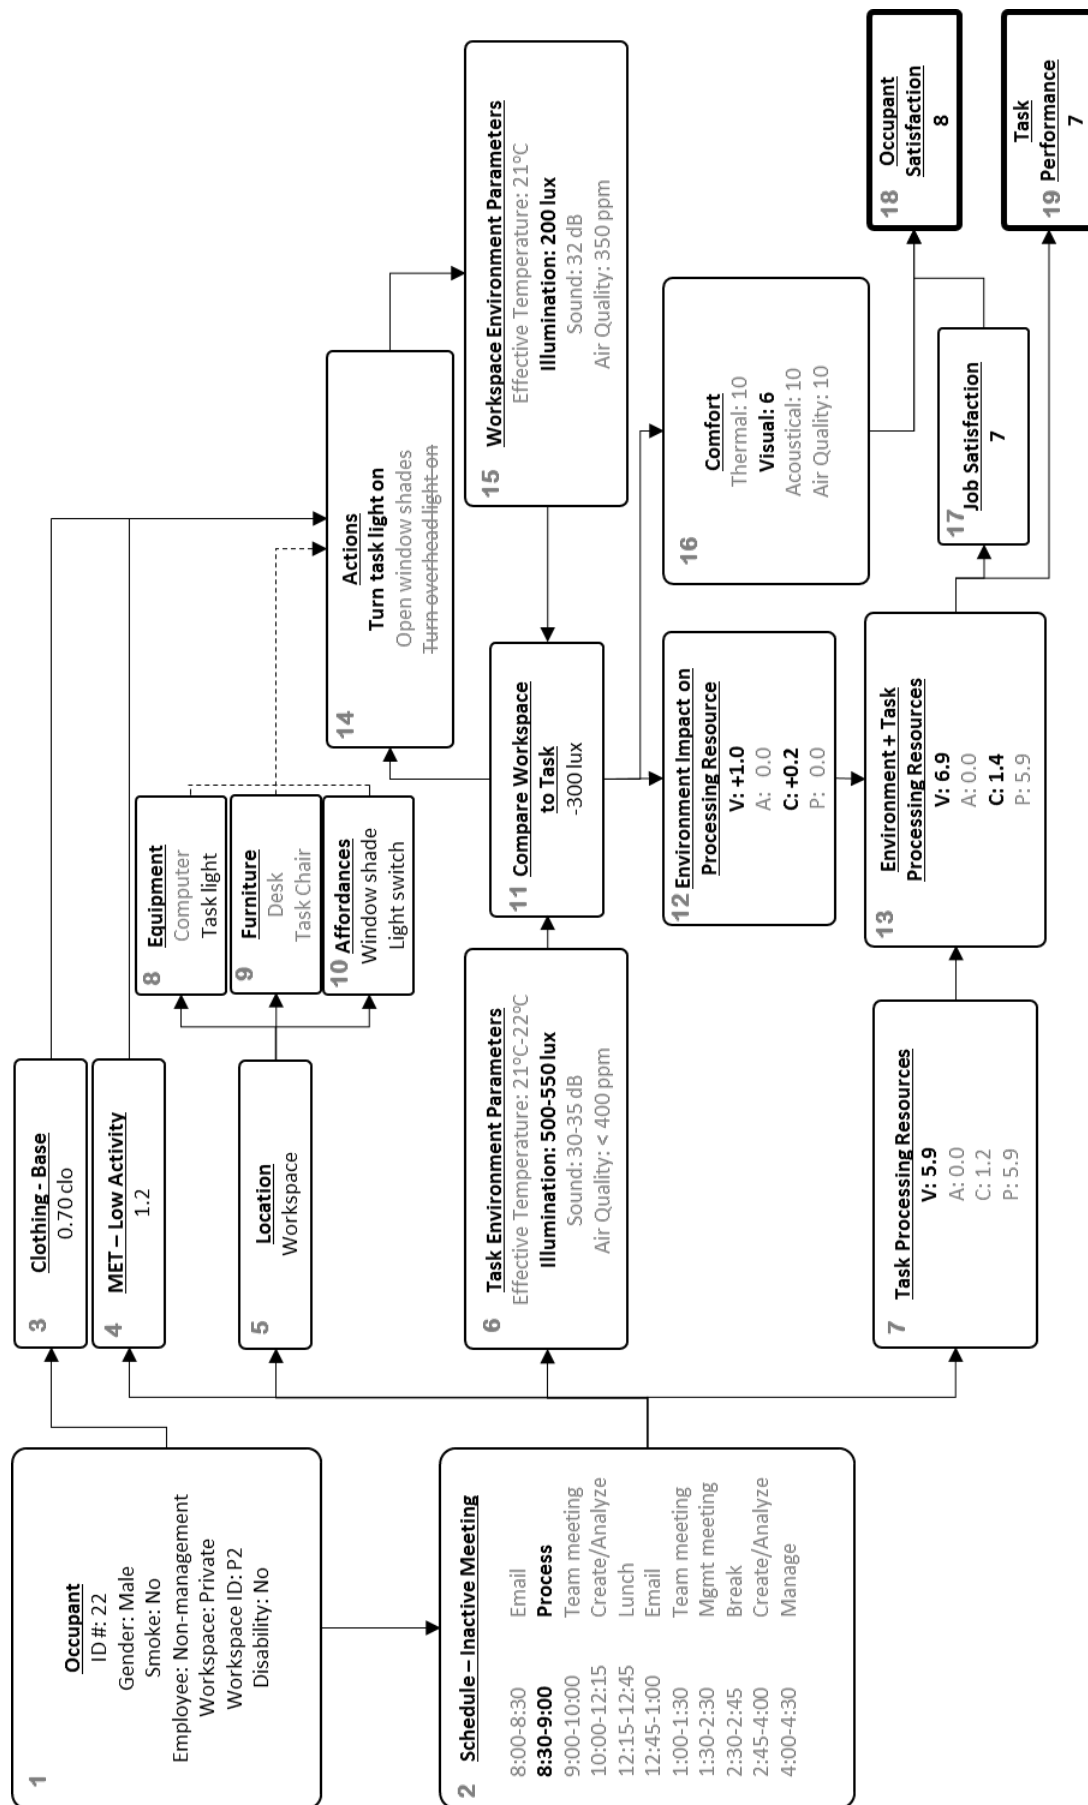 1
Occupant
ID #: 22
Gender: Male
Smoke: No
Employee: Non-management
Workspace: Private
Workspace ID: P2
Disability: No
2 Schedule – Inactive Meeting
8:00-8:30 Email
8:30-9:00 Process
9:00-10:00 Team meeting
10:00-12:15 Create/Analyze
12:15-12:45 Lunch
12:45-1:00 Email
1:00-1:30 Team meeting
1:30-2:30 Mgmt meeting
2:30-2:45 Break
2:45-4:00 Create/Analyze
4:00-4:30 Manage
3 Clothing - Base
0.70 clo
4 MET – Low Activity
1.2
5 Location
Workspace
6 Task Environment Parameters
Effective Temperature: 21°C-22°C
Illumination: 500-550 lux
Sound: 30-35 dB
Air Quality: < 400 ppm
7 Task Processing Resources
V: 5.9
A: 0.0
C: 1.2
P: 5.9
8 Equipment
Computer
Task light
9 Furniture
Desk
Task Chair
10 Affordances
Window shade
Light switch
11 Compare Workspace
to Task
-300 lux
12 Environment Impact on
Processing Resource
V: +1.0
A: 0.0
C: +0.2
P: 0.0
13
Environment + Task
Processing Resources
V: 6.9
A: 0.0
C: 1.4
P: 5.9
14
Actions
Turn task light on
Open window shades
Turn overhead light on
15 Workspace Environment Parameters
Effective Temperature: 21°C
Illumination: 200 lux
Sound: 32 dB
Air Quality: 350 ppm
16
Comfort
Thermal: 10
Visual: 6
Acoustical: 10
Air Quality: 10
17 Job Satisfaction
7
18 Occupant
Satisfaction
8
19 Task
Performance
7